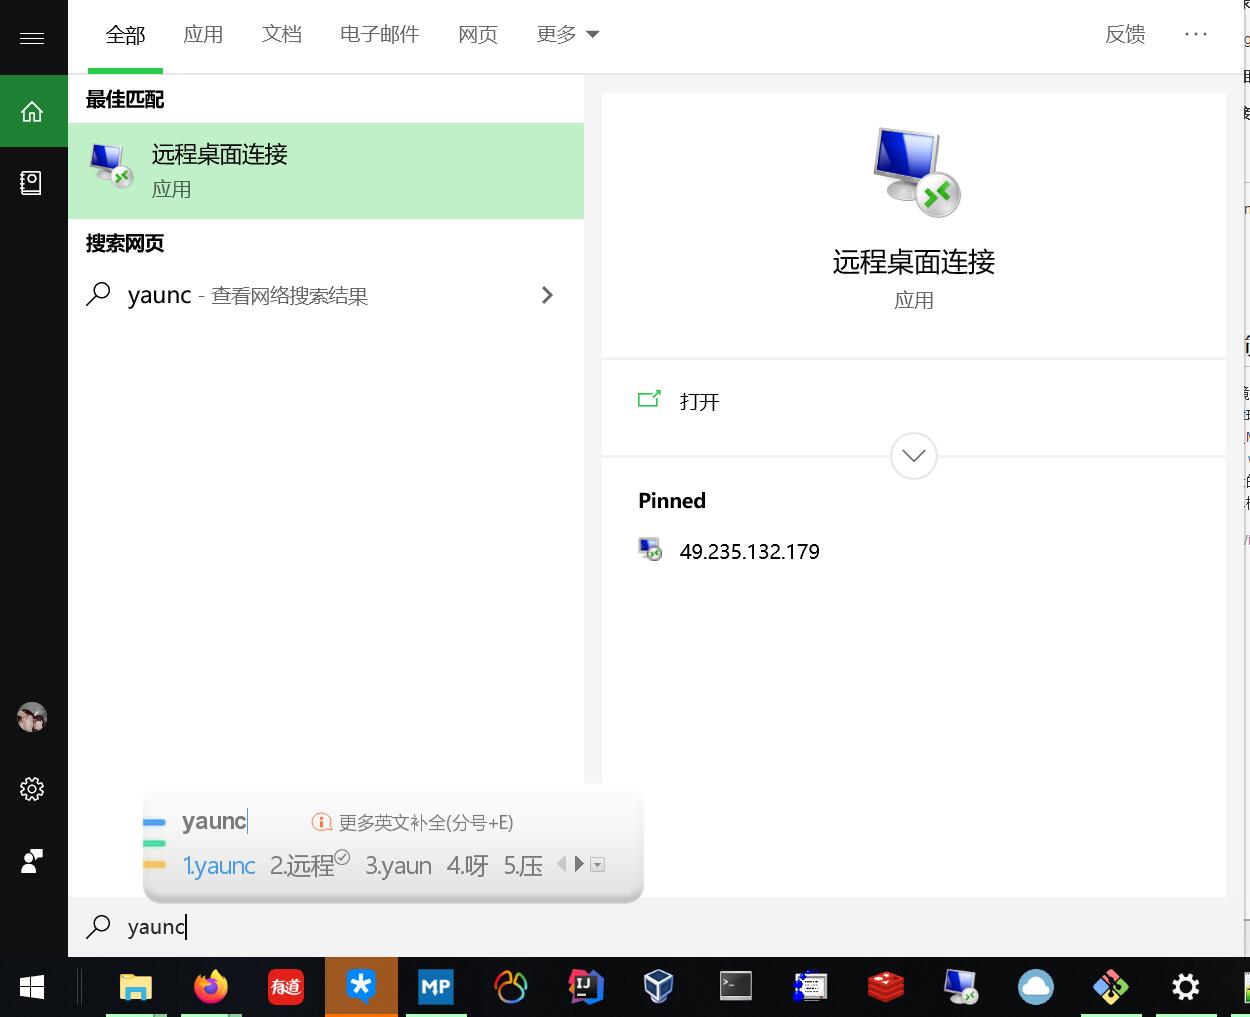 全部 应用 文档 电子邮件 网页 更多 反馈 ...
最佳匹配
远程桌面连接
应用
搜索网页
yaunc - 查看网络搜索结果
远程桌面连接
应用
打开
Pinned
49.235.132.179
yaunc 更多英文补全(分号+E)
1.yaunc 2.远程 3.yaun 4.呀 5.压
yaunc
有道 MP IJ